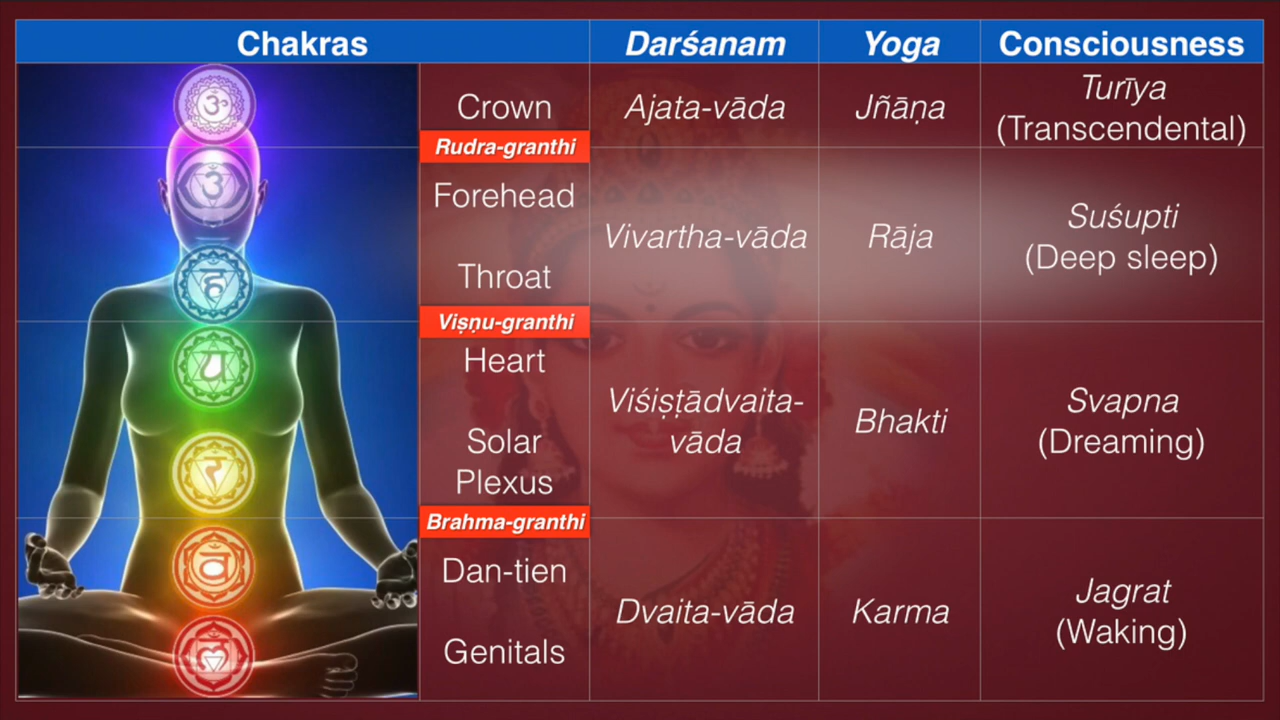 Chakras Darśanam Yoga Consciousness
ॐ
Crown Ajata-vāda Jñāṇa Turīya
(Transcendental)
Rudra-granthi
Forehead
Vivartha-vāda Rāja Suśupti
(Deep sleep)
Throat
हं
Viṣṇu-granthi
Heart
यं
Viśiṣṭādvaita-
vāda Bhakti Svapna
(Dreaming)
Solar
Plexus
रं
Brahma-granthi
Dan-tien
वं
Dvaita-vāda Karma Jagrat
(Waking)
Genitals